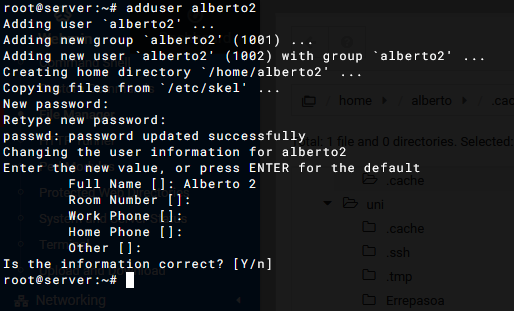 root@server:~# adduser alberto2
Adding user `alberto2' ...
Adding new group `alberto2' (1001) ...
Adding new user `alberto2' (1002) with group `alberto2' ...
Creating home directory `/home/alberto2' ...
Copying files from `/etc/skel' ...
New password:
Retype new password:
passwd: password updated successfully
Changing the user information for alberto2
Enter the new value, or press ENTER for the default
Full Name []: Alberto 2
Room Number []:
Work Phone []:
Home Phone []:
Other []:
Is the information correct? [Y/n]
root@server:~#
Networking
home
alberto
.cac
1 file and 0 directories. Selected:
.cache
uni
.cache
.ssh
.tmp
Errepasoa